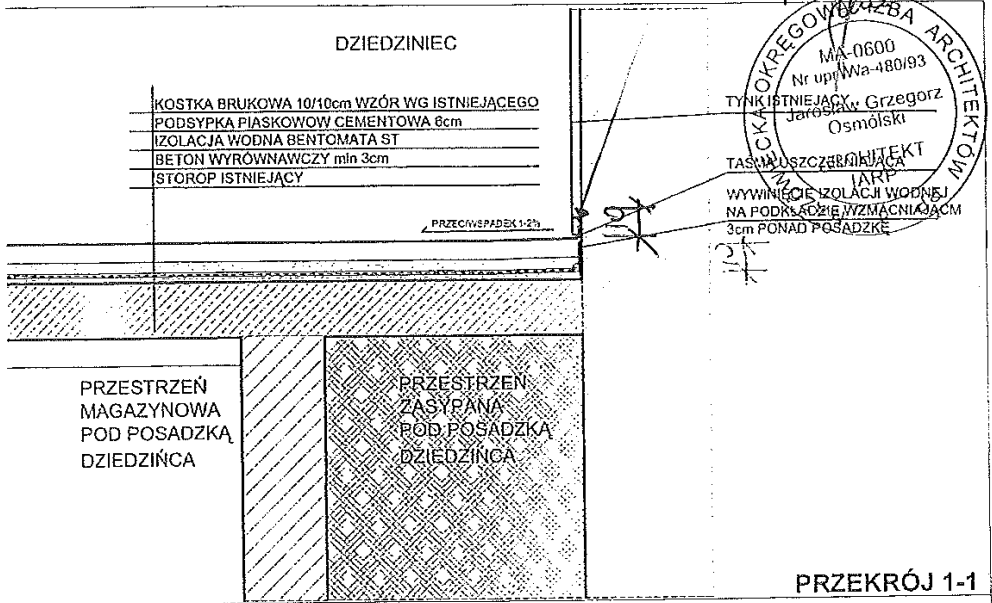 DZIEDZINIEC
KOSTKA BRUKOWA 10/10cm WZÓR WG ISTNIEJĄCEGO
PODSYPKA PIASKOWOW CEMENTOWA 6cm
IZOLACJA WODNA BENTOMATA ST
BETON WYRÓWNAWCZY min 3cm
STOROP ISTNIEJĄCY
PRZECIWSPADEK 1-2%
MA-0600
Nr upr. Wa-480/93
Jarosław Grzegorz
Osmólski
ARCHITEKT
IARP
IZBA ARCHITEKTÓW
TYNK ISTNIEJĄCY
TAŚMA USZCZELNIAJĄCA
WYWINIĘCIE IZOLACJI WODNEJ
NA PODKŁADZIE WZMACNIAJĄCM
3cm PONAD POSADZKĘ
PRZESTRZEŃ
MAGAZYNOWA
POD POSADZKĄ
DZIEDZIŃCA
PRZESTRZEŃ
ZASYPANA
POD POSADZKĄ
DZIEDZIŃCA
PRZEKRÓJ 1-1